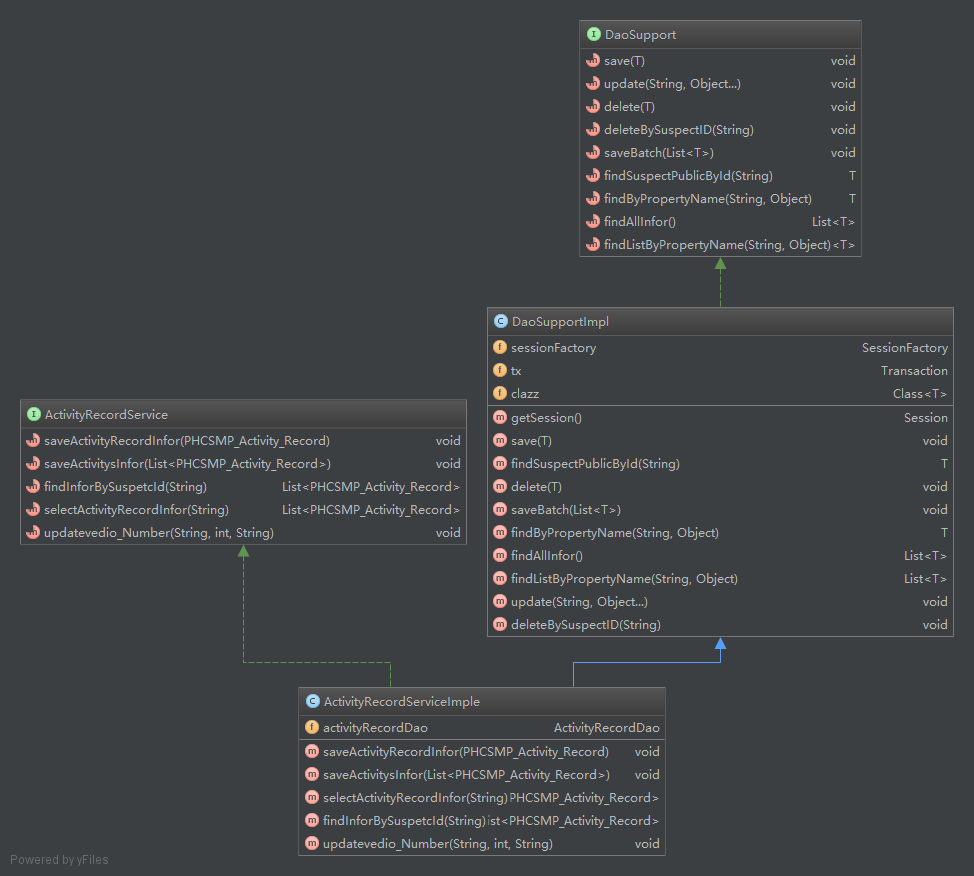 DaoSupport
save(T) void
update(String, Object...) void
delete(T) void
deleteBySuspectID(String) void
saveBatch(List<T>) void
findSuspectPublicById(String) T
findByPropertyName(String, Object) T
findAllInfor() List<T>
findListByPropertyName(String, Object)<T>
DaoSupportImpl
sessionFactory SessionFactory
tx Transaction
clazz Class<T>
getSession() Session
save(T) void
findSuspectPublicById(String) T
delete(T) void
saveBatch(List<T>) void
findByPropertyName(String, Object) T
findAllInfor() List<T>
findListByPropertyName(String, Object) List<T>
update(String, Object...) void
deleteBySuspectID(String) void
ActivityRecordService
saveActivityRecordInfor(PHCSMP_Activity_Record) void
saveActivitysInfor(List<PHCSMP_Activity_Record>) void
findInforBySuspetcId(String) List<PHCSMP_Activity_Record>
selectActivityRecordInfor(String) List<PHCSMP_Activity_Record>
updatevedio_Number(String, int, String) void
ActivityRecordServiceImple
activityRecordDao ActivityRecordDao
saveActivityRecordInfor(PHCSMP_Activity_Record) void
saveActivitysInfor(List<PHCSMP_Activity_Record>) void
selectActivityRecordInfor(String)PHCSMP_Activity_Record>
findInforBySuspetcId(String)ist<PHCSMP_Activity_Record>
updatevedio_Number(String, int, String) void
Powered by yFiles